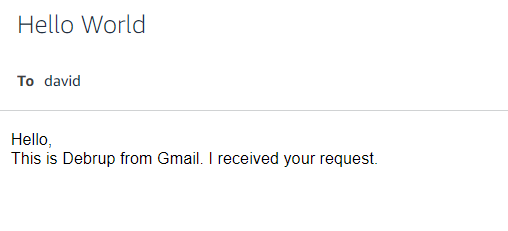 Hello World
To david
Hello,
This is Debrup from Gmail. I received your request.